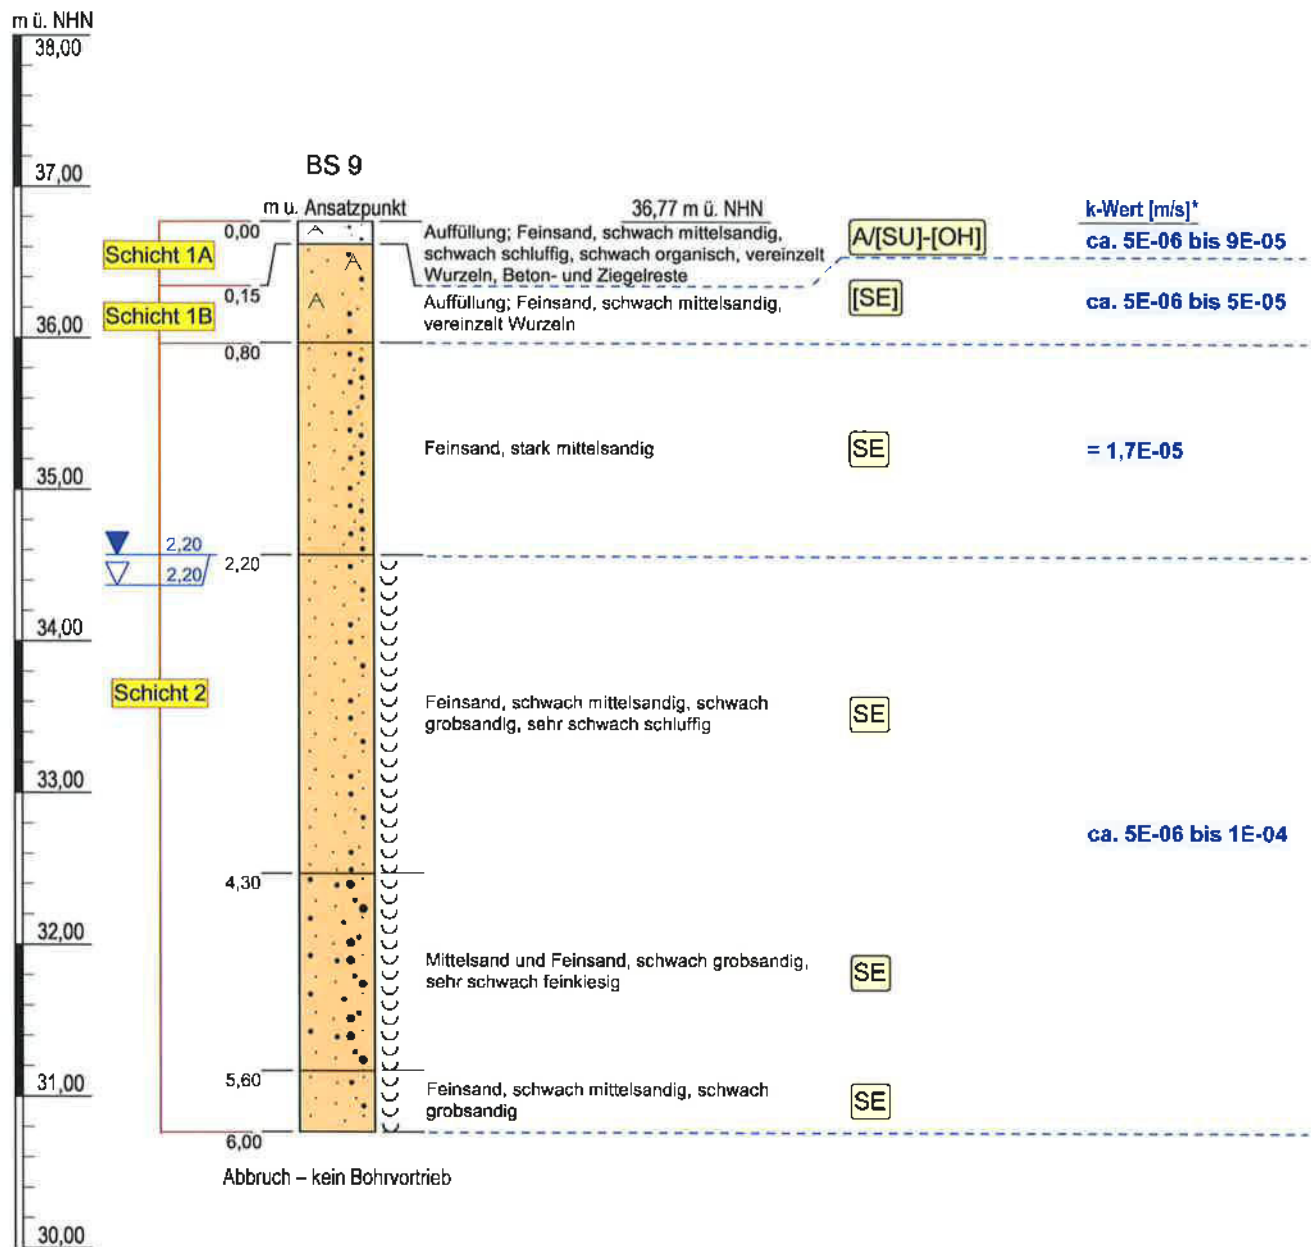 m ü. NHN
38,00
37,00
36,00
35,00
34,00
33,00
32,00
31,00
30,00
BS 9
m u. Ansatzpunkt
36,77 m ü. NHN
k-Wert [m/s]*
0,00
Schicht 1A
Auffüllung; Feinsand, schwach mittelsandig,
schwach schluffig, schwach organisch, vereinzelt
Wurzeln, Beton- und Ziegelreste
A/[SU]-[OH]
ca. 5E-06 bis 9E-05
A
A
A
0,15
Schicht 1B
Auffüllung; Feinsand, schwach mittelsandig,
vereinzelt Wurzeln
[SE]
ca. 5E-06 bis 5E-05
0,80
Feinsand, stark mittelsandig
SE
= 1,7E-05
2,20
2,20
2,20
Schicht 2
Feinsand, schwach mittelsandig, schwach
grobsandig, sehr schwach schluffig
SE
ca. 5E-06 bis 1E-04
4,30
Mittelsand und Feinsand, schwach grobsandig,
sehr schwach feinkiesig
SE
5,60
Feinsand, schwach mittelsandig, schwach
grobsandig
SE
6,00
Abbruch – kein Bohrvortrieb